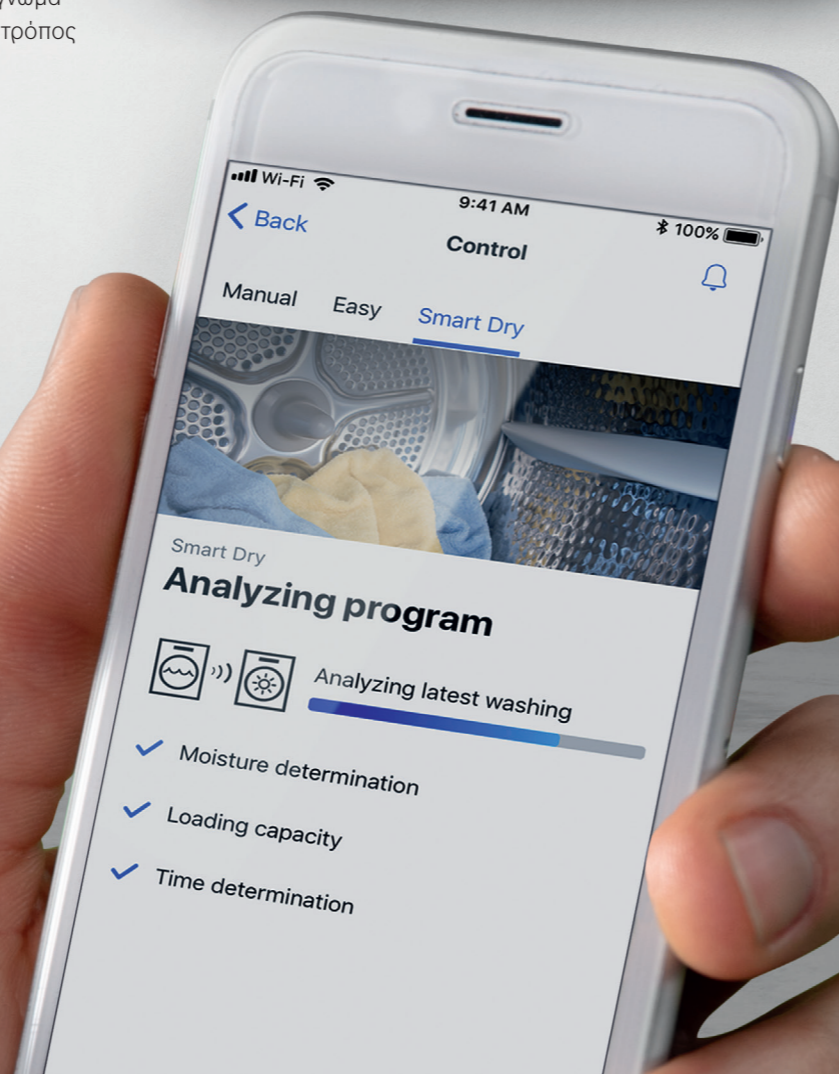 τρόπος
Wi-Fi
9:41 AM
100%
Back
Control
Manual
Easy
Smart Dry
Smart Dry
Analyzing program
Analyzing latest washing
Moisture determination
Loading capacity
Time determination